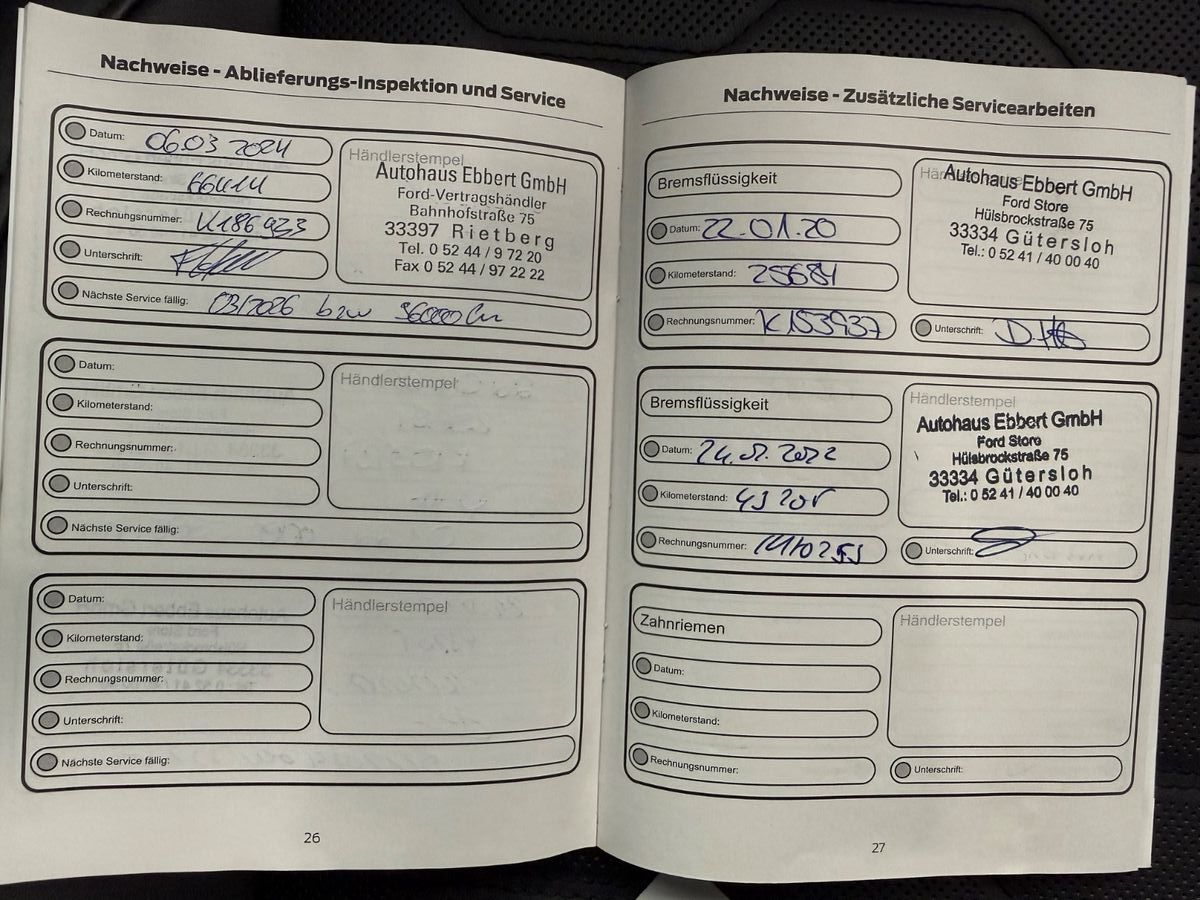 Nachweise - Ablieferungs-Inspektion und Service
Datum: 06.03 2024
Kilometerstand: 66414
Rechnungsnummer:
Unterschrift:
Nächste Service fällig: 03/2026 bzw 96000 km
Händlerstempel
Autohaus Ebbert GmbH
Ford-Vertragshändler
Bahnhofstraße 75
33397 Rietberg
Tel. 0 52 44 / 9 72 20
Fax 0 52 44 / 97 22 22
Datum:
Kilometerstand:
Rechnungsnummer:
Unterschrift:
Nächste Service fällig:
Händlerstempel
Datum:
Kilometerstand:
Rechnungsnummer:
Unterschrift:
Nächste Service fällig:
Händlerstempel
26
Nachweise - Zusätzliche Servicearbeiten
Bremsflüssigkeit
Datum: 22.01.20
Kilometerstand: 25681
Rechnungsnummer: K153937
Händlerstempel
Autohaus Ebbert GmbH
Ford Store
Hülsbrockstraße 75
33334 Gütersloh
Tel.: 0 52 41 / 40 00 40
Unterschrift:
Bremsflüssigkeit
Datum:
Kilometerstand:
Rechnungsnummer:
Händlerstempel
Autohaus Ebbert GmbH
Ford Store
Hülsbrockstraße 75
33334 Gütersloh
Tel.: 0 52 41 / 40 00 40
Unterschrift:
Zahnriemen
Datum:
Kilometerstand:
Rechnungsnummer:
Händlerstempel
Unterschrift:
27